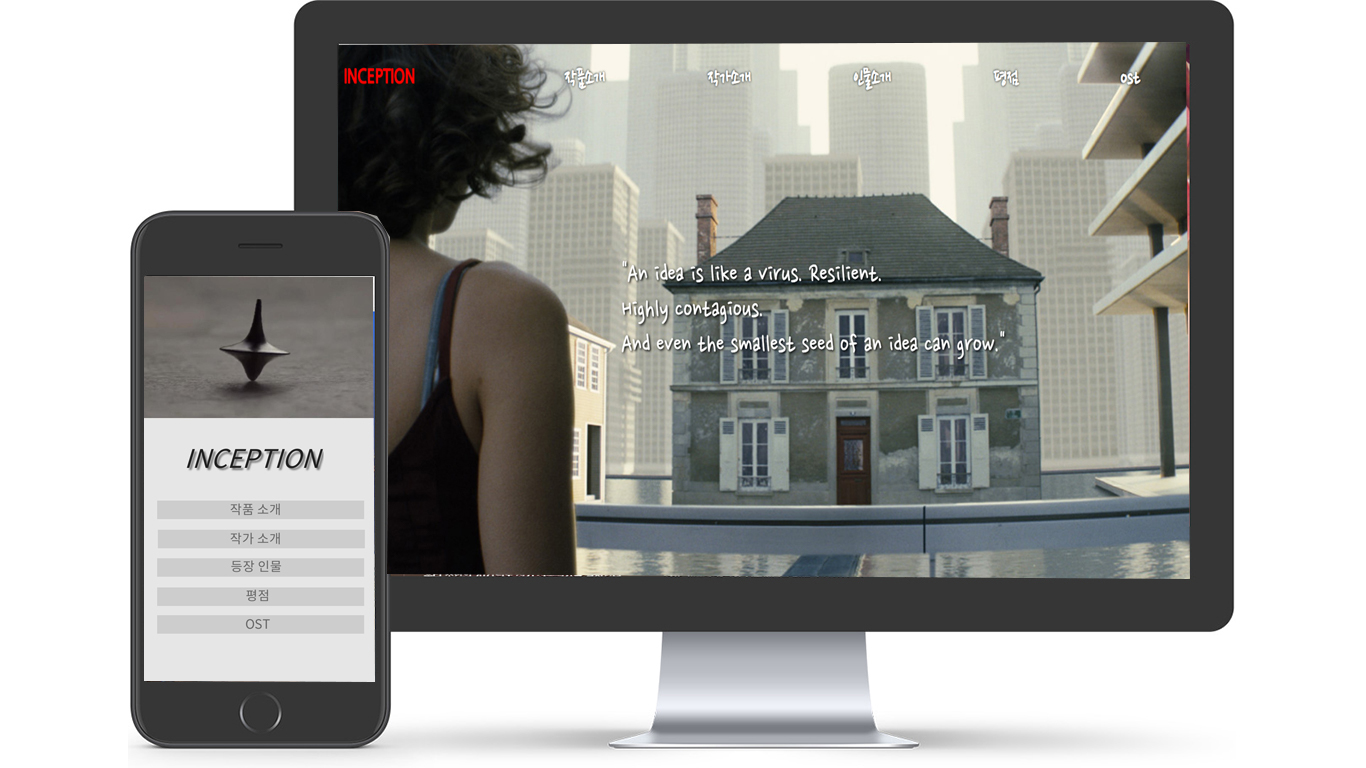 INCEPTION
작품소개
작가소개
인물소개
평점
ost
"An idea is like a virus. Resilient.
Highly contagious.
And even the smallest seed of an idea can grow."
INCEPTION
작품 소개
작가 소개
등장 인물
평점
OST